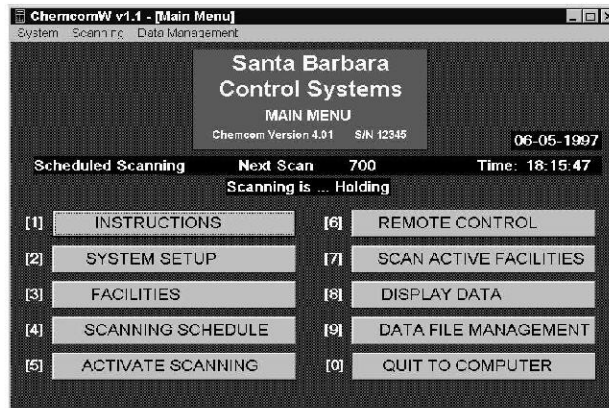 ChemcomW v1.1 - [Main Menu]
System Scanning Data Management
Santa Barbara
Control Systems
MAIN MENU
Chemcom Version 4.01 S/N 12345
06-05-1997
Scheduled Scanning Next Scan 700 Time: 18:15:47
Scanning is ... Holding
[1] INSTRUCTIONS [6] REMOTE CONTROL
[2] SYSTEM SETUP [7] SCAN ACTIVE FACILITIES
[3] FACILITIES [8] DISPLAY DATA
[4] SCANNING SCHEDULE [9] DATA FILE MANAGEMENT
[5] ACTIVATE SCANNING [0] QUIT TO COMPUTER